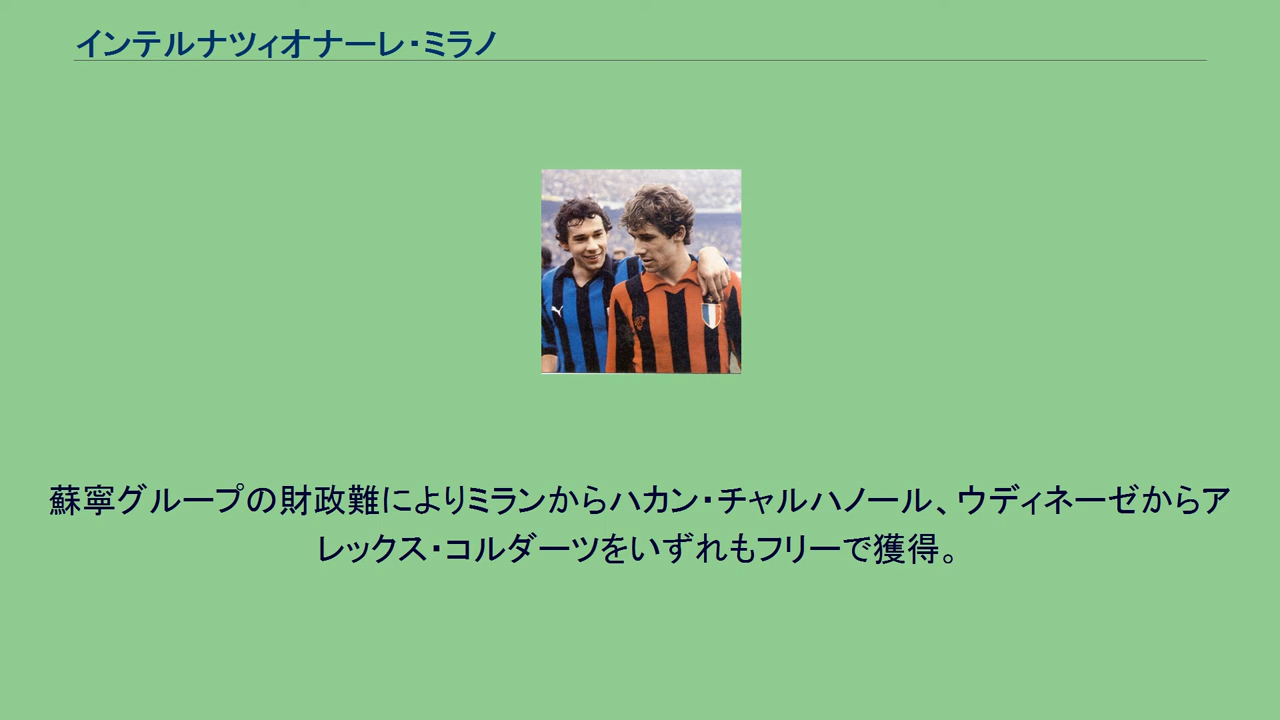 インテルナツィオナーレ・ミラノ
蘇寧グループの財政難によりミランからハカン・チャルハノール、ウディネーゼからア
レックス・コルダーツをいずれもフリーで獲得。